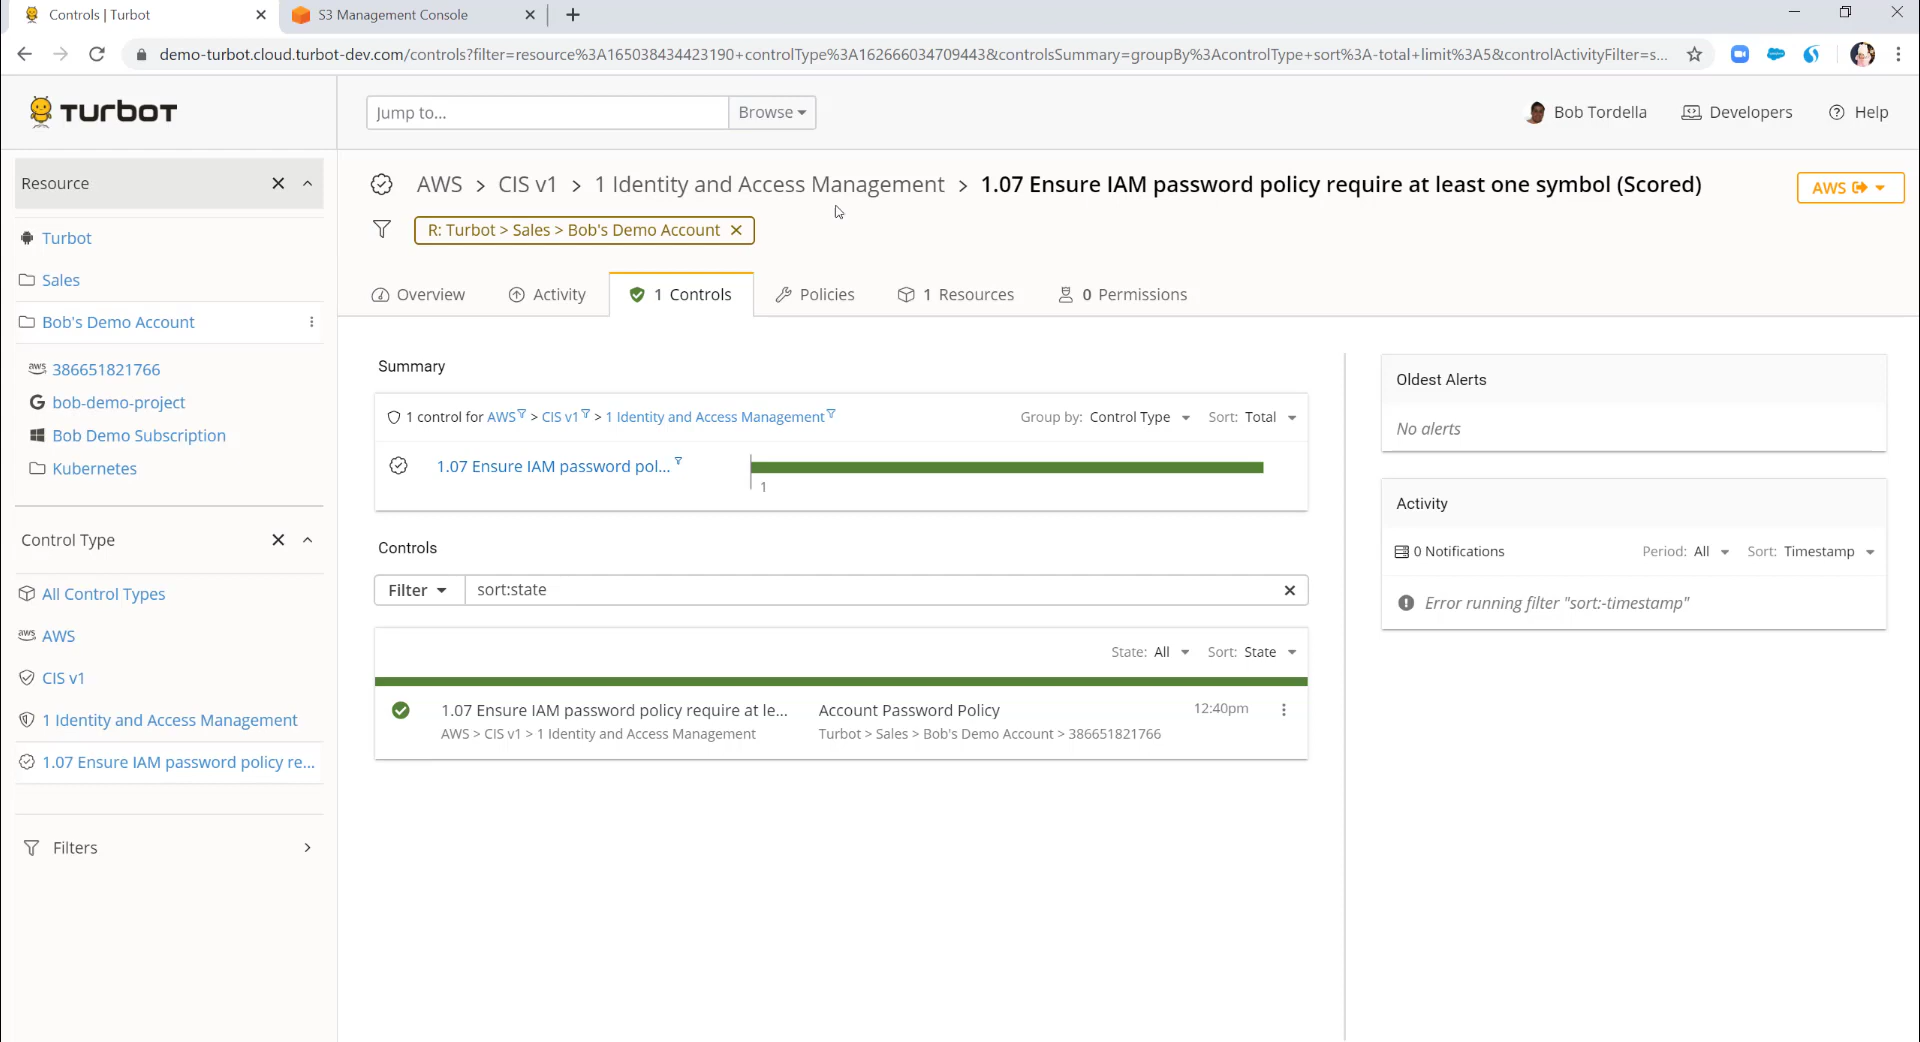 Controls | Turbot
S3 Management Console
demo-turbot.cloud.turbot-dev.com/controls?filter=resource%3A165038434423190+controlType%3A162666034709443&controlsSummary=groupBy%3AcontrolType+sort%3A-total+limit%3A5&controlActivityFilter=s...
TURBOT
Jump to...
Browse
Bob Tordella
Developers
Help
Resource
Turbot
Sales
Bob's Demo Account
aws 386651821766
bob-demo-project
Bob Demo Subscription
Kubernetes
Control Type
All Control Types
aws AWS
CIS v1
1 Identity and Access Management
1.07 Ensure IAM password policy re...
Filters
AWS > CIS v1 > 1 Identity and Access Management > 1.07 Ensure IAM password policy require at least one symbol (Scored)
AWS
R: Turbot > Sales > Bob's Demo Account
Overview
Activity
1 Controls
Policies
1 Resources
0 Permissions
Summary
1 control for AWS > CIS v1 > 1 Identity and Access Management
Group by: Control Type
Sort: Total
1.07 Ensure IAM password pol...
1
Controls
Filter
sort:state
State: All
Sort: State
1.07 Ensure IAM password policy require at le...
AWS > CIS v1 > 1 Identity and Access Management
Account Password Policy
Turbot > Sales > Bob's Demo Account > 386651821766
12:40pm
Oldest Alerts
No alerts
Activity
0 Notifications
Period: All
Sort: Timestamp
Error running filter "sort:-timestamp"